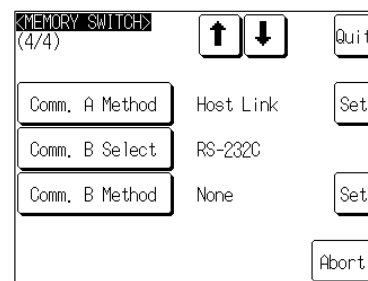 <MEMORY SWITCH>
(4/4)
Quit
Comm. A Method Host Link Set
Comm. B Select RS-232C
Comm. B Method None Set
Abort